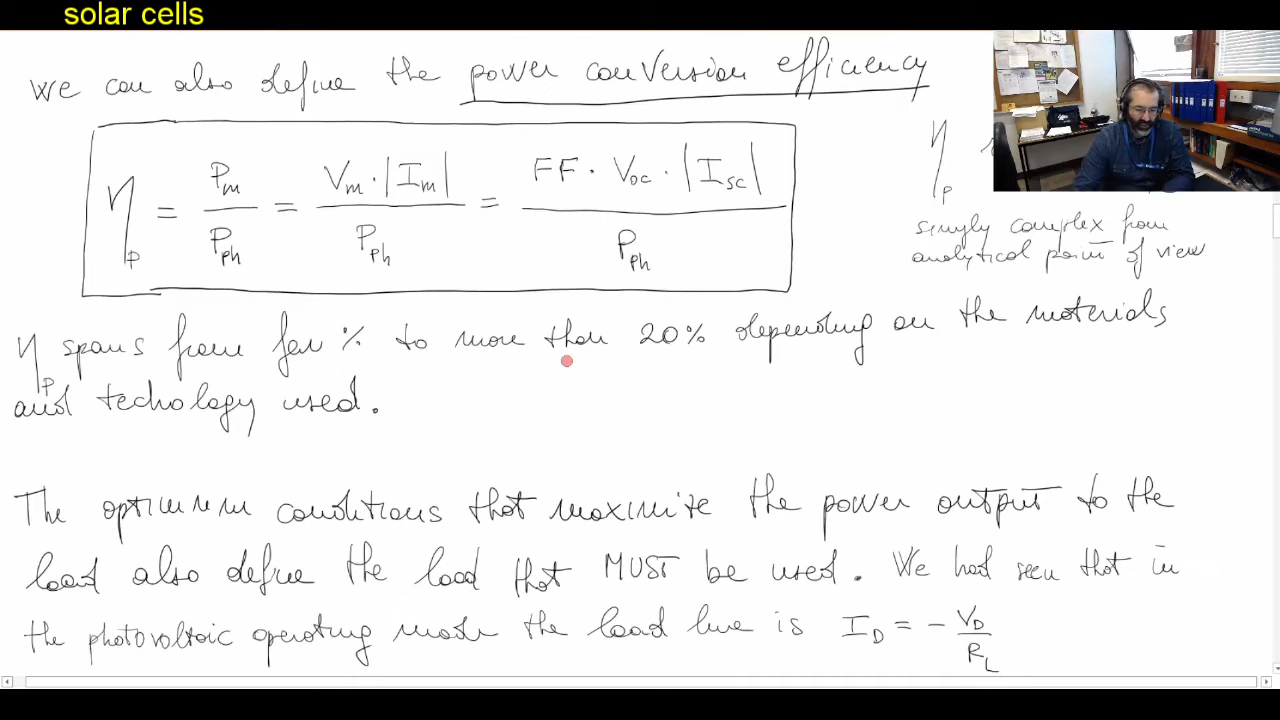 solar cells
we can also define the power conversion efficiency
η_p = P_m / P_ph = V_m · |I_m| / P_ph = FF · V_oc · |I_sc| / P_ph
η_p
simply complex from
analytical point of view
η_p spans from few % to more than 20% depending on the materials
and techology used.
The optimum conditions that maximize the power output to the
load also define the load that MUST be used. We had seen that in
the photovoltaic operating mode the load line is I_D = - V_D / R_L